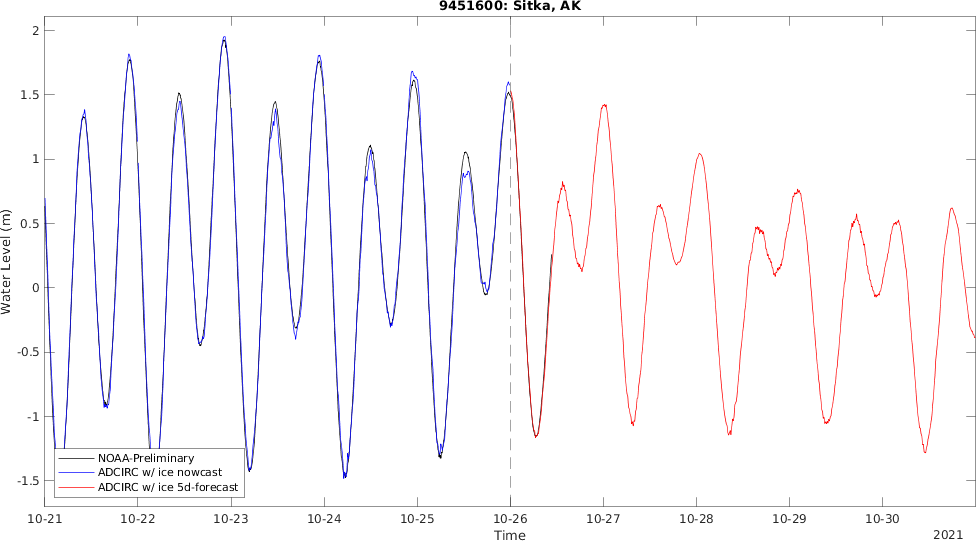 9451600: Sitka, AK
2
1.5
1
0.5
0
-0.5
-1
-1.5
Water Level (m)
NOAA-Preliminary
ADCIRC w/ ice nowcast
ADCIRC w/ ice 5d-forecast
10-21 10-22 10-23 10-24 10-25 10-26 10-27 10-28 10-29 10-30
Time
2021